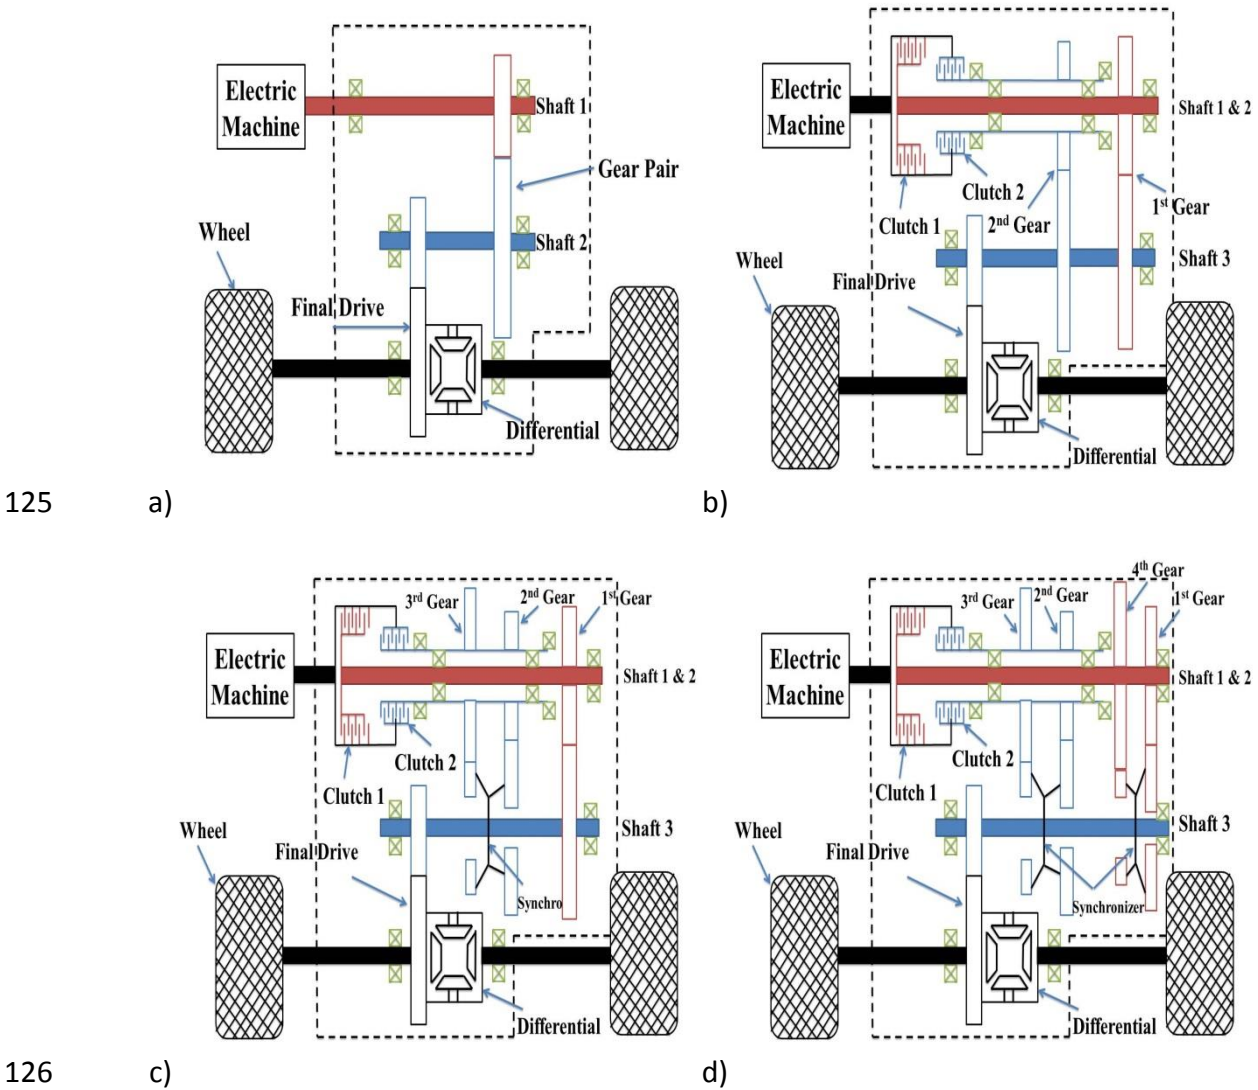 Electric
Machine
Shaft 1
Gear Pair
Wheel
Shaft 2
Final Drive
Differential
125
a)
Electric
Machine
Shaft 1 & 2
Clutch 2
Clutch 1
2nd Gear
1st Gear
Wheel
Shaft 3
Final Drive
Differential
b)
3rd Gear
2nd Gear
1st Gear
Electric
Machine
Shaft 1 & 2
Clutch 2
Clutch 1
Wheel
Shaft 3
Final Drive
Synchro
Differential
126
c)
4th Gear
3rd Gear
2nd Gear
1st Gear
Electric
Machine
Shaft 1 & 2
Clutch 2
Clutch 1
Wheel
Shaft 3
Final Drive
Synchronizer
Differential
d)